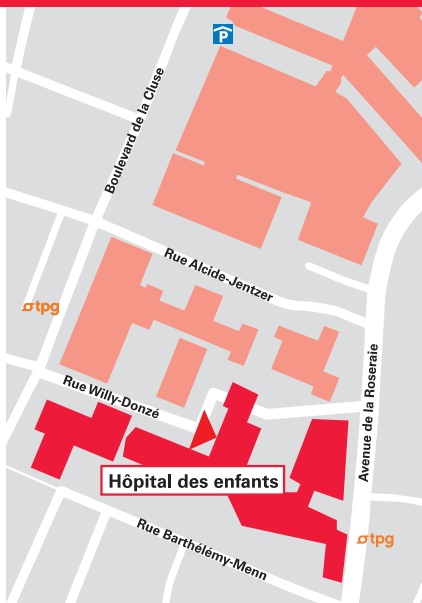 P
Boulevard de la Cluse
Rue Alcide-Jentzer
tpg
Rue Willy-Donzé
Avenue de la Roseraie
Hôpital des enfants
tpg
Rue Barthélémy-Menn